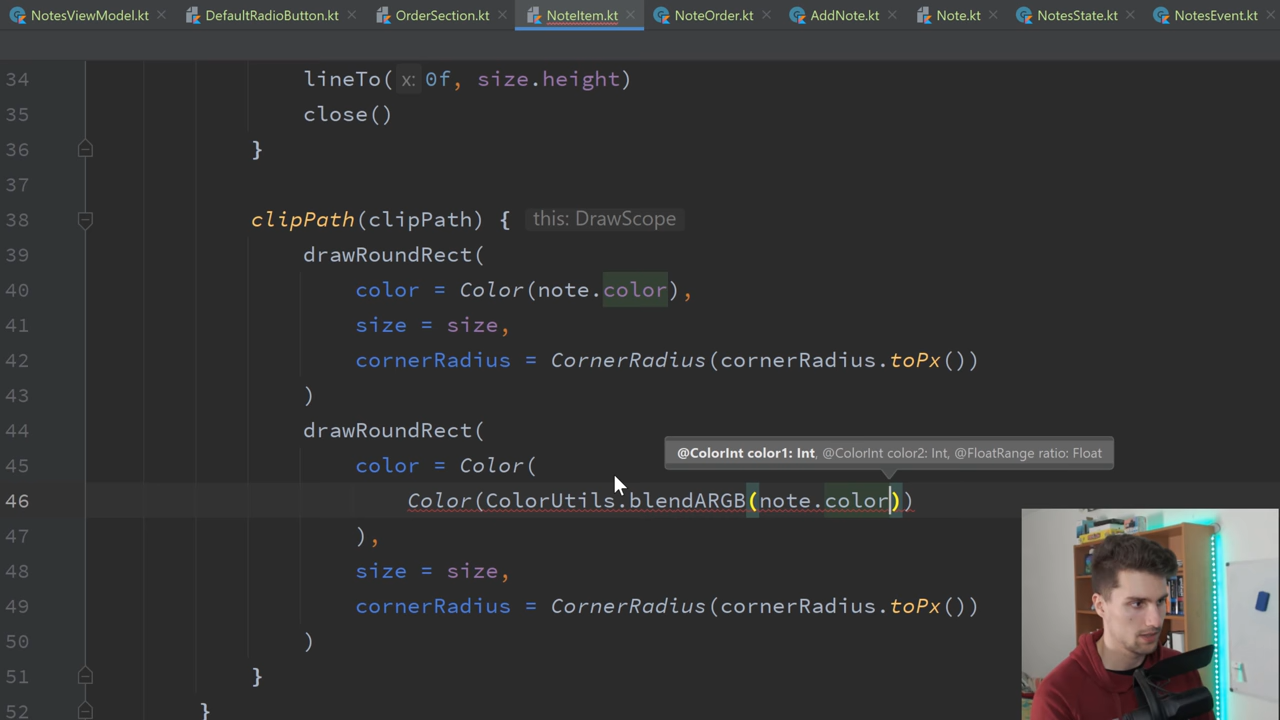 NotesViewModel.kt DefaultRadioButton.kt OrderSection.kt NoteItem.kt NoteOrder.kt AddNote.kt Note.kt NotesState.kt NotesEvent.kt
34 lineTo( x: 0f, size.height)
35 close()
36 }
37
38 clipPath(clipPath) { this: DrawScope
39 drawRoundRect(
40 color = Color(note.color),
41 size = size,
42 cornerRadius = CornerRadius(cornerRadius.toPx())
43 )
44 drawRoundRect(
@ColorInt color1: Int, @ColorInt color2: Int, @FloatRange ratio: Float
45 color = Color(
46 Color(ColorUtils.blendARGB(note.color))
47 ),
48 size = size,
49 cornerRadius = CornerRadius(cornerRadius.toPx())
50 )
51 }
52 }